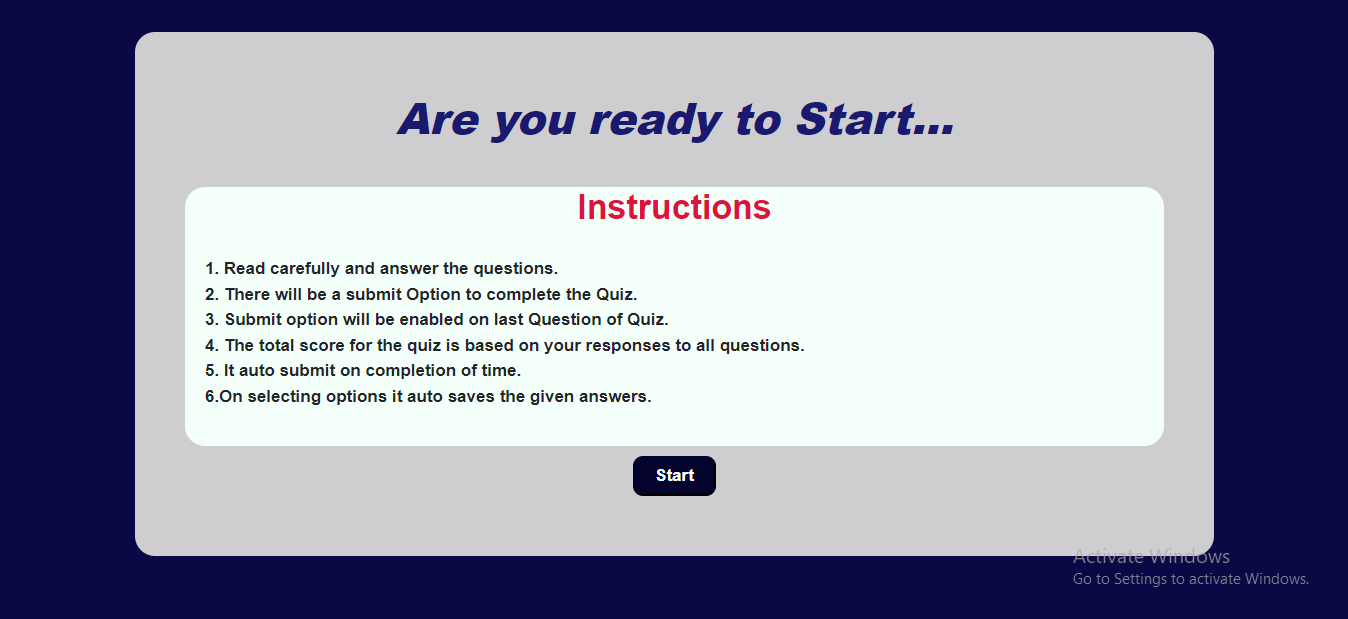 Are you ready to Start...
Instructions
1. Read carefully and answer the questions.
2. There will be a submit Option to complete the Quiz.
3. Submit option will be enabled on last Question of Quiz.
4. The total score for the quiz is based on your responses to all questions.
5. It auto submit on completion of time.
6.On selecting options it auto saves the given answers.
Start
Activate Windows
Go to Settings to activate Windows.